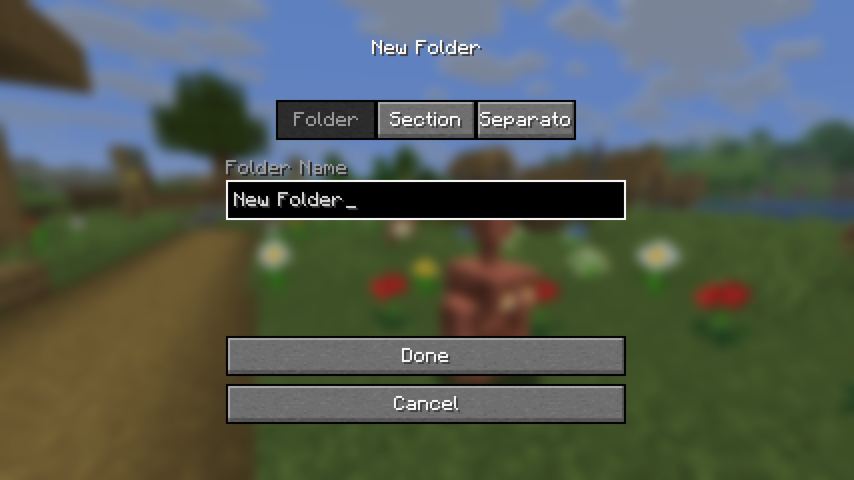 New Folder
Folder Section Separato
Folder Name
New Folder_
Done
Cancel